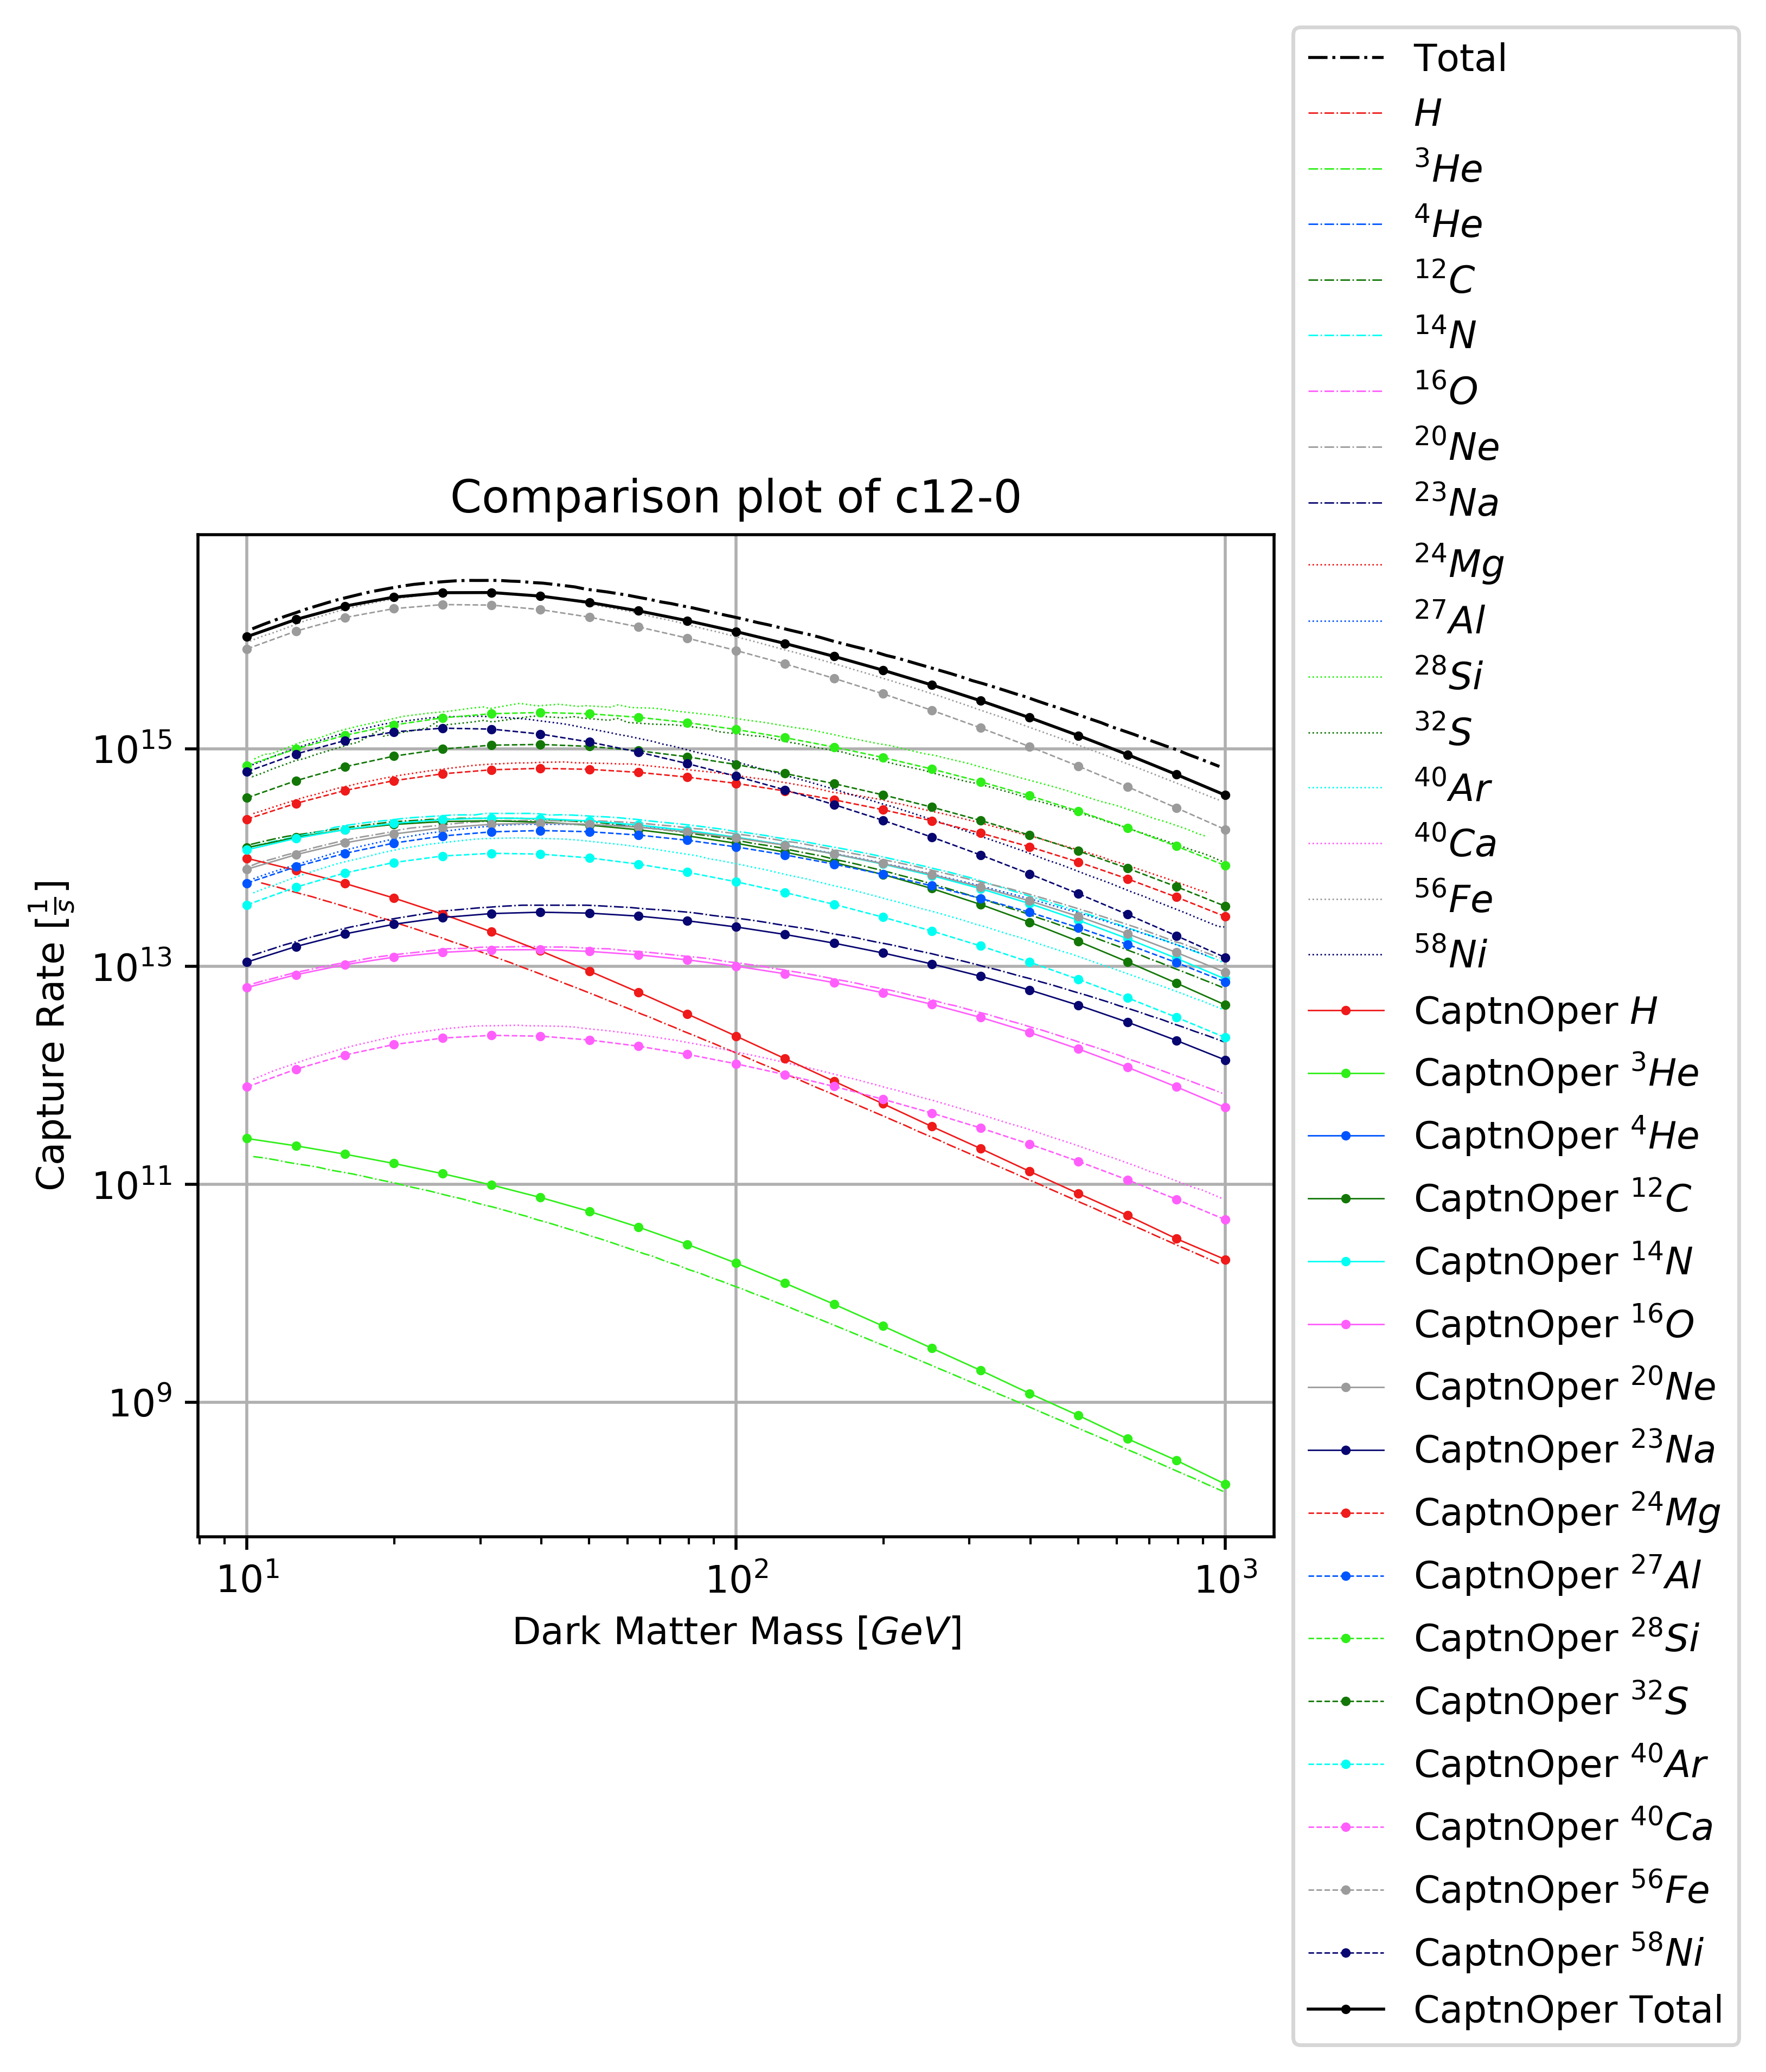 Comparison plot of c12-0
Capture Rate [1/s]
10^15
10^13
10^11
10^9
10^1
10^2
10^3
Dark Matter Mass [GeV]
Total
H
^3He
^4He
^12C
^14N
^16O
^20Ne
^23Na
^24Mg
^27Al
^28Si
^32S
^40Ar
^40Ca
^56Fe
^58Ni
CaptnOper H
CaptnOper ^3He
CaptnOper ^4He
CaptnOper ^12C
CaptnOper ^14N
CaptnOper ^16O
CaptnOper ^20Ne
CaptnOper ^23Na
CaptnOper ^24Mg
CaptnOper ^27Al
CaptnOper ^28Si
CaptnOper ^32S
CaptnOper ^40Ar
CaptnOper ^40Ca
CaptnOper ^56Fe
CaptnOper ^58Ni
CaptnOper Total